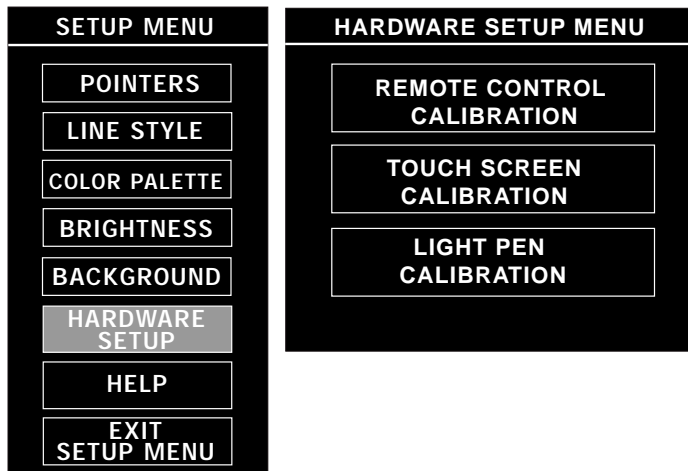 SETUP MENU
POINTERS
LINE STYLE
COLOR PALETTE
BRIGHTNESS
BACKGROUND
HARDWARE
SETUP
HELP
EXIT
SETUP MENU
HARDWARE SETUP MENU
REMOTE CONTROL
CALIBRATION
TOUCH SCREEN
CALIBRATION
LIGHT PEN
CALIBRATION